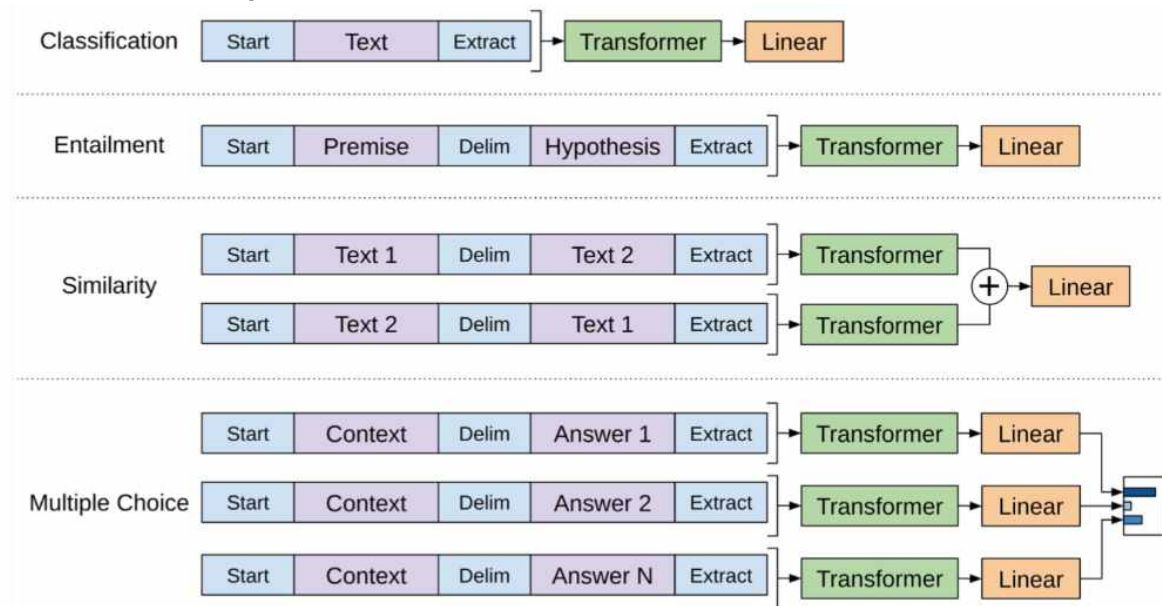 Classification Start Text Extract Transformer Linear
Entailment Start Premise Delim Hypothesis Extract Transformer Linear
Similarity
Start Text 1 Delim Text 2 Extract Transformer
+ Linear
Start Text 2 Delim Text 1 Extract Transformer
Multiple Choice
Start Context Delim Answer 1 Extract Transformer Linear
Start Context Delim Answer 2 Extract Transformer Linear
Start Context Delim Answer N Extract Transformer Linear